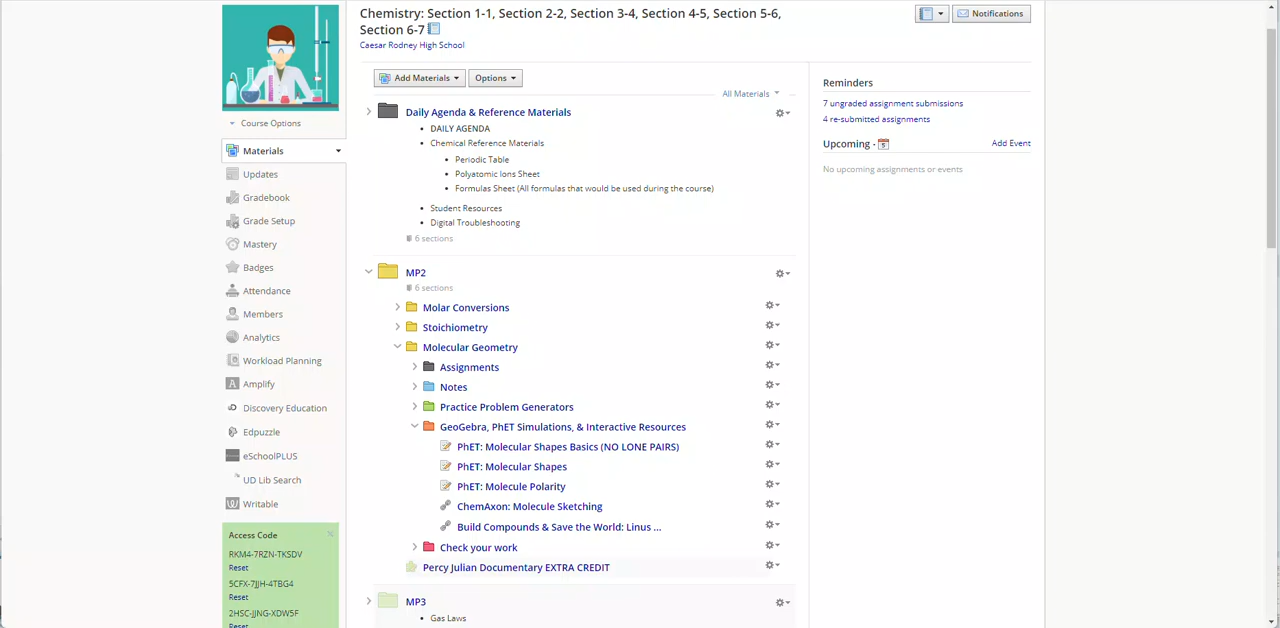 Chemistry: Section 1-1, Section 2-2, Section 3-4, Section 4-5, Section 5-6,
Section 6-7
Caesar Rodney High School
Notifications
Course Options
Materials
Updates
Gradebook
Grade Setup
Mastery
Badges
Attendance
Members
Analytics
Workload Planning
Amplify
Discovery Education
Edpuzzle
eSchoolPLUS
UD Lib Search
Writable
Access Code
RKM4-7RZN-TKSDV
Reset
5CFX-7JJH-4TBG4
Reset
2HSC-JJNG-XDW5F
Reset
Add Materials
Options
All Materials
Daily Agenda & Reference Materials
• DAILY AGENDA
• Chemical Reference Materials
• Periodic Table
• Polyatomic Ions Sheet
• Formulas Sheet (All formulas that would be used during the course)
• Student Resources
• Digital Troubleshooting
6 sections
MP2
6 sections
Molar Conversions
Stoichiometry
Molecular Geometry
Assignments
Notes
Practice Problem Generators
GeoGebra, PhET Simulations, & Interactive Resources
PhET: Molecular Shapes Basics (NO LONE PAIRS)
PhET: Molecular Shapes
PhET: Molecule Polarity
ChemAxon: Molecule Sketching
Build Compounds & Save the World: Linus ...
Check your work
Percy Julian Documentary EXTRA CREDIT
MP3
• Gas Laws
Reminders
7 ungraded assignment submissions
4 re-submitted assignments
Upcoming · 5 Add Event
No upcoming assignments or events